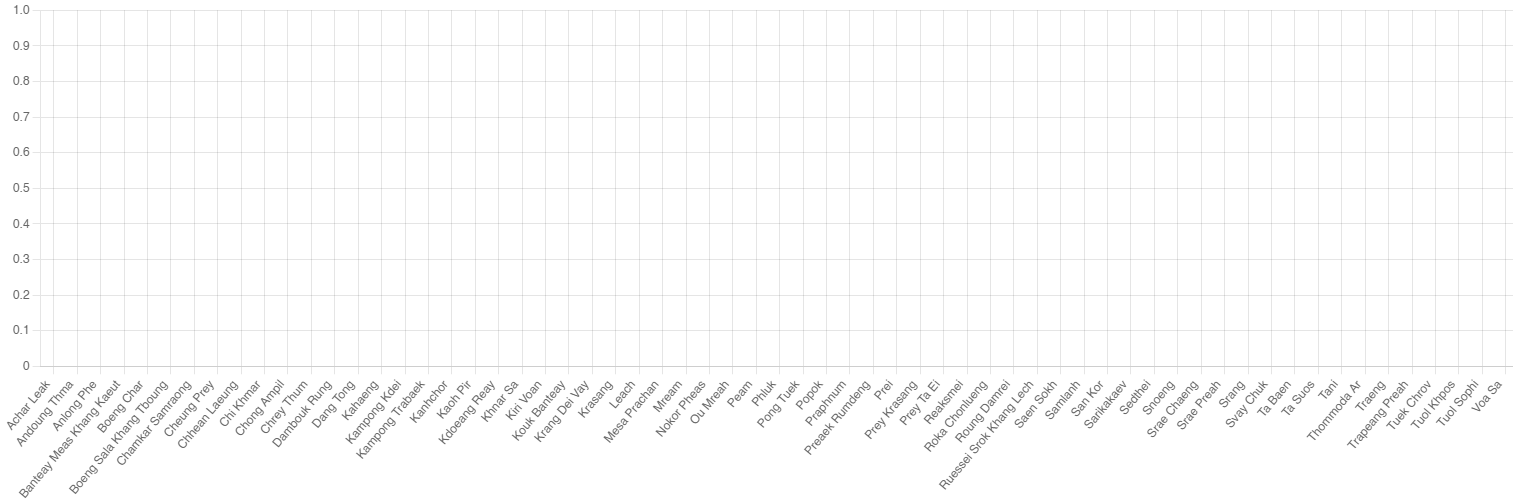 1.0
0.9
0.8
0.7
0.6
0.5
0.4
0.3
0.2
0.1
0
Achar Leak
Andoung Thma
Anlong Phe
Banteay Meas Khang Kaeut
Boeng Char
Boeng Sala Khang Tboung
Chamkar Samraong
Cheung Prey
Chhean Laeung
Chi Khmar
Chong Ampil
Chrey Thum
Dambouk Rung
Dang Tong
Kahaeng
Kampong Kdei
Kampong Trabaek
Kanhchor
Kaoh Pir
Kdoeang Reay
Khnar Sa
Kiri Voan
Kouk Banteay
Krang Dei Vay
Krasang
Leach
Mesa Prachan
Mream
Nokor Pheas
Ou Mreah
Peam
Phluk
Pong Tuek
Popok
Praphnum
Preaek Rumdeng
Prei
Prey Krasang
Prey Ta Ei
Reaksmei
Roka Chonlueng
Roung Damrei
Ruessei Srok Khang Lech
Saen Sokh
Samlanh
San Kor
Sarikakaev
Sedthei
Snoeng
Srae Chaeng
Srae Preah
Srang
Svay Chuk
Ta Baen
Ta Suos
Tani
Thommoda Ar
Traeng
Trapeang Preah
Tuek Chrov
Tuol Khpos
Tuol Sophi
Voa Sa